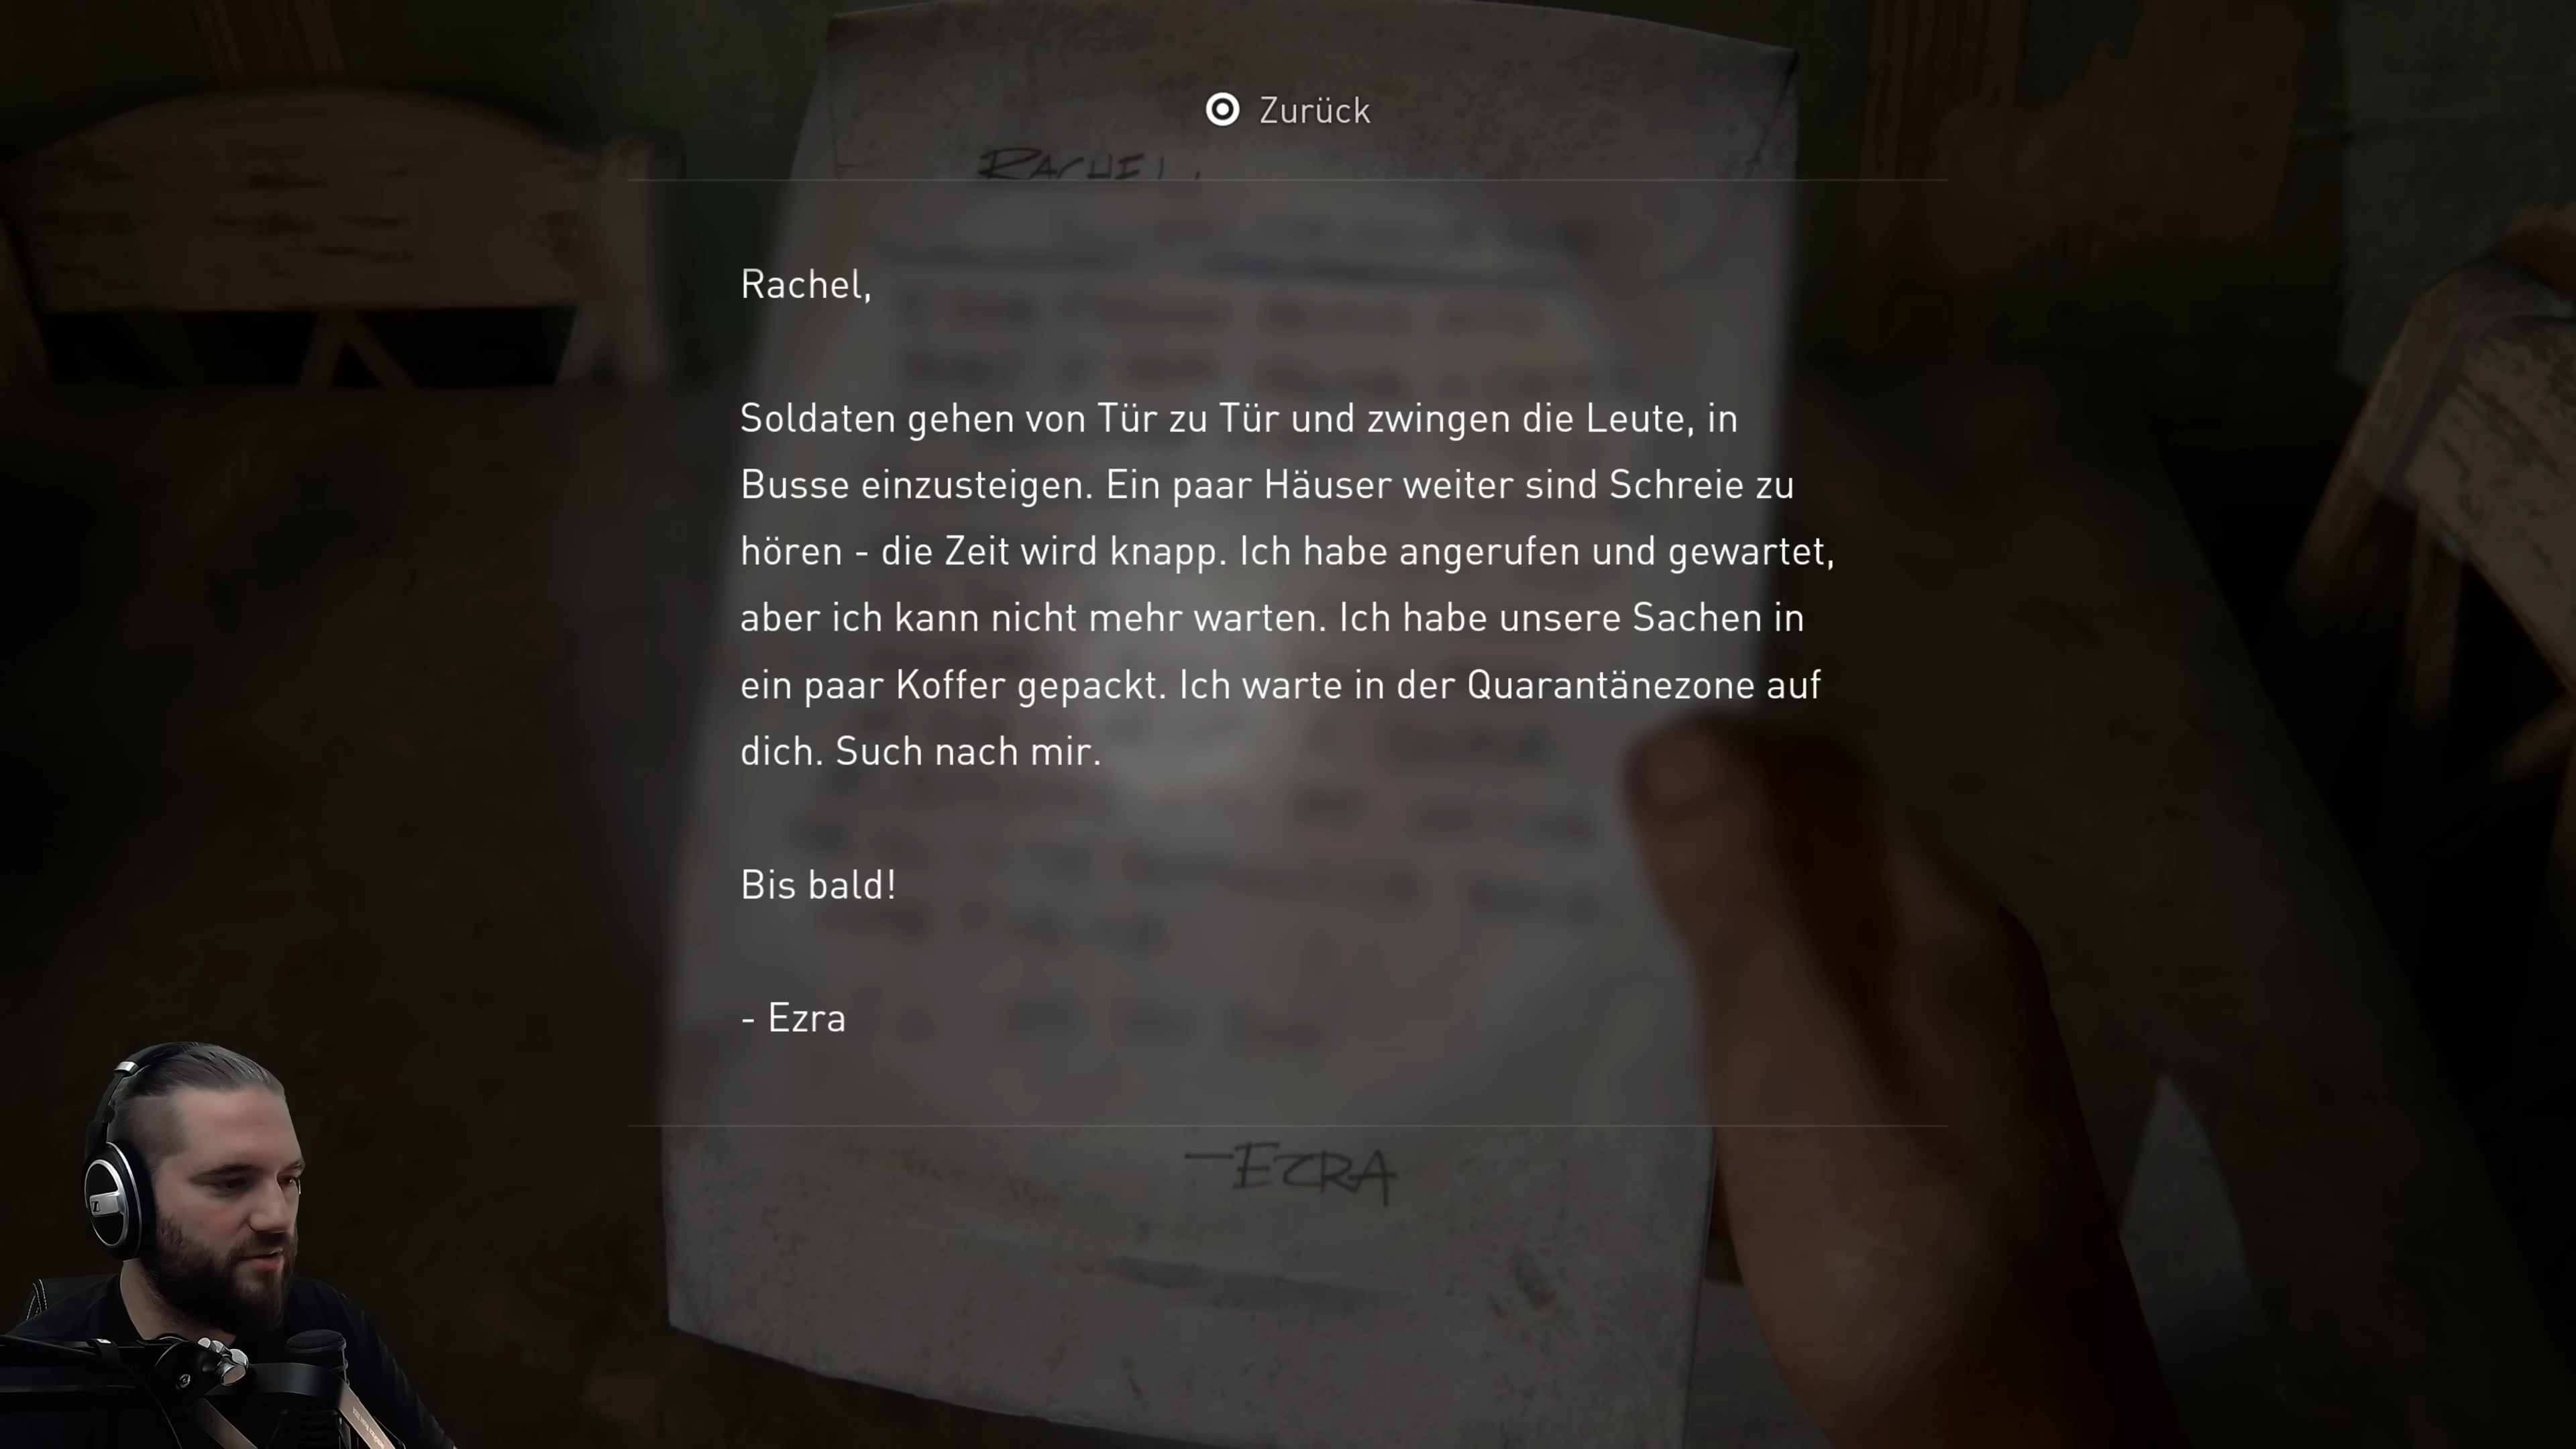 Zurück
RACHEL,
Rachel,
Soldaten gehen von Tür zu Tür und zwingen die Leute, in
Busse einzusteigen. Ein paar Häuser weiter sind Schreie zu
hören - die Zeit wird knapp. Ich habe angerufen und gewartet,
aber ich kann nicht mehr warten. Ich habe unsere Sachen in
ein paar Koffer gepackt. Ich warte in der Quarantänezone auf
dich. Such nach mir.
Bis bald!
- Ezra
—EZRA